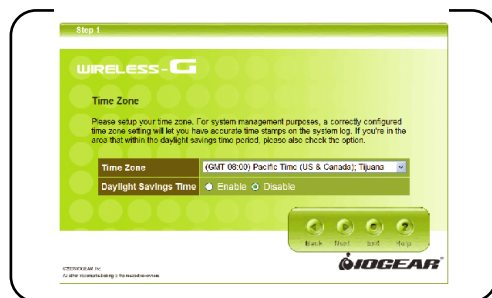 Step 1
WIRELESS-G
Time Zone
Please setup your time zone. For system management purposes, a correctly configured
time zone setting will let you have accurate time stamps on the system log. If you're in the
area that within the daylight savings time period, please also check the option.
Time Zone (GMT 08:00) Pacific Time (US & Canada); Tijuana
Daylight Savings Time Enable Disable
Back Next Exit Help
IOGEAR